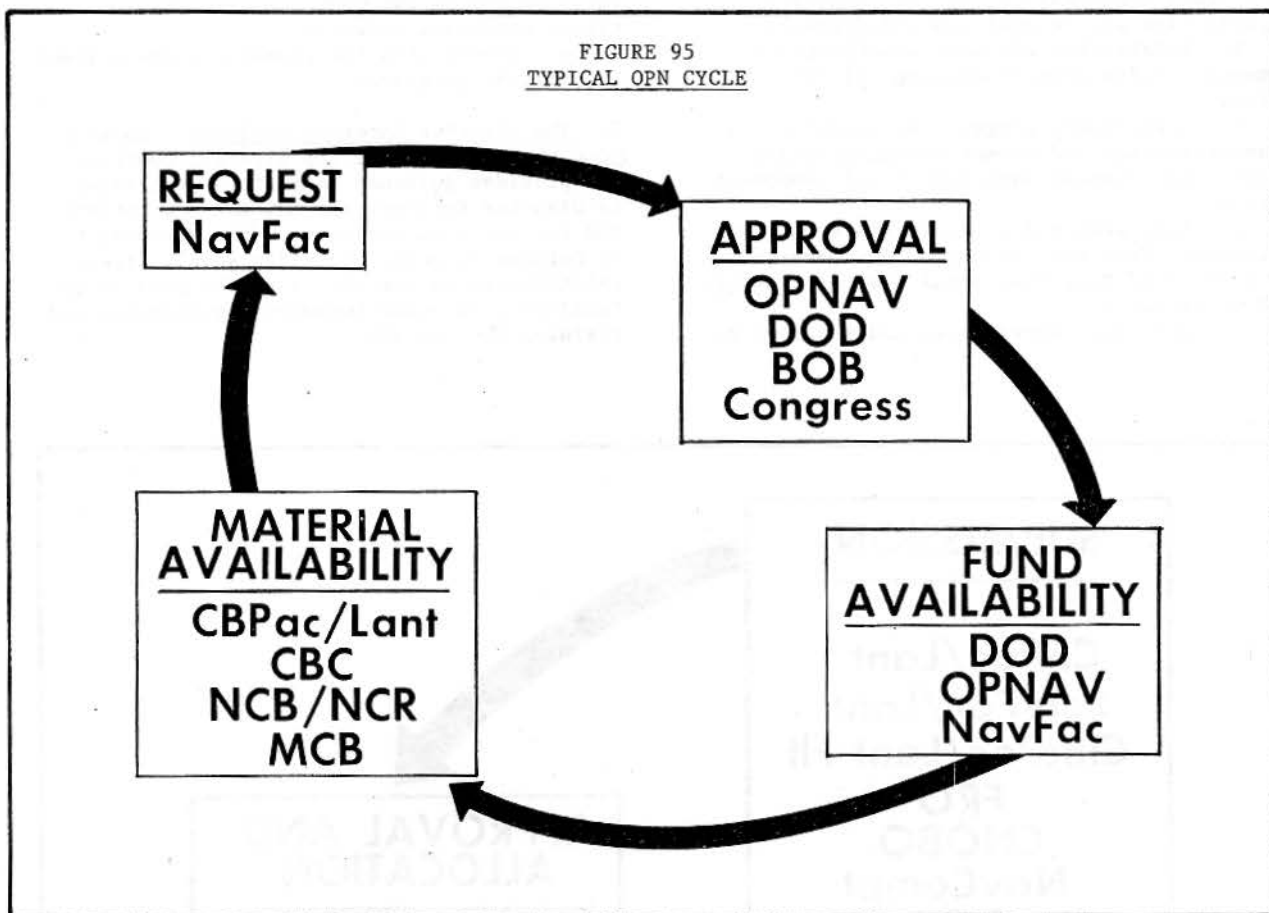 FIGURE 95
TYPICAL OPN CYCLE
REQUEST
NavFac
APPROVAL
OPNAV
DOD
BOB
Congress
FUND
AVAILABILITY
DOD
OPNAV
NavFac
MATERIAL
AVAILABILITY
CBPac/Lant
CBC
NCB/NCR
MCB